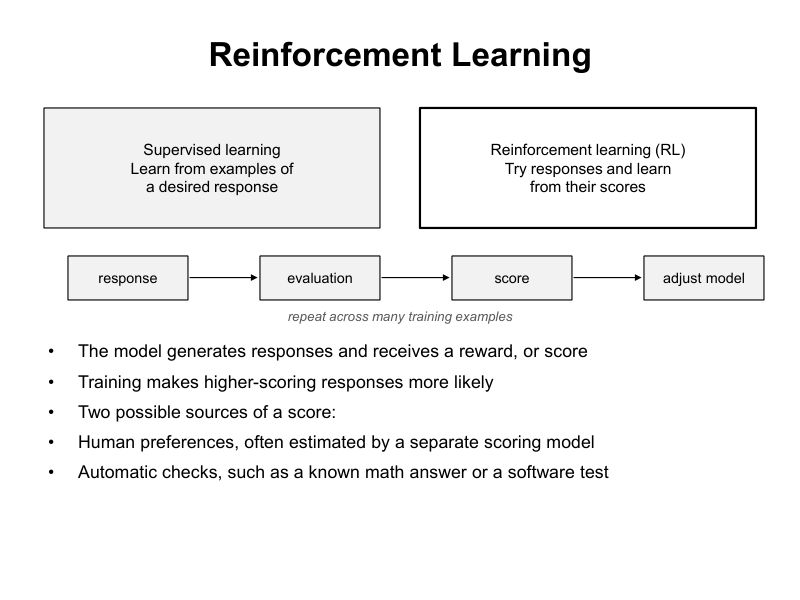 Reinforcement Learning
Supervised learning
Learn from examples of
a desired response
Reinforcement learning (RL)
Try responses and learn
from their scores
response
evaluation
score
adjust model
repeat across many training examples
• The model generates responses and receives a reward, or score
• Training makes higher-scoring responses more likely
• Two possible sources of a score:
• Human preferences, often estimated by a separate scoring model
• Automatic checks, such as a known math answer or a software test